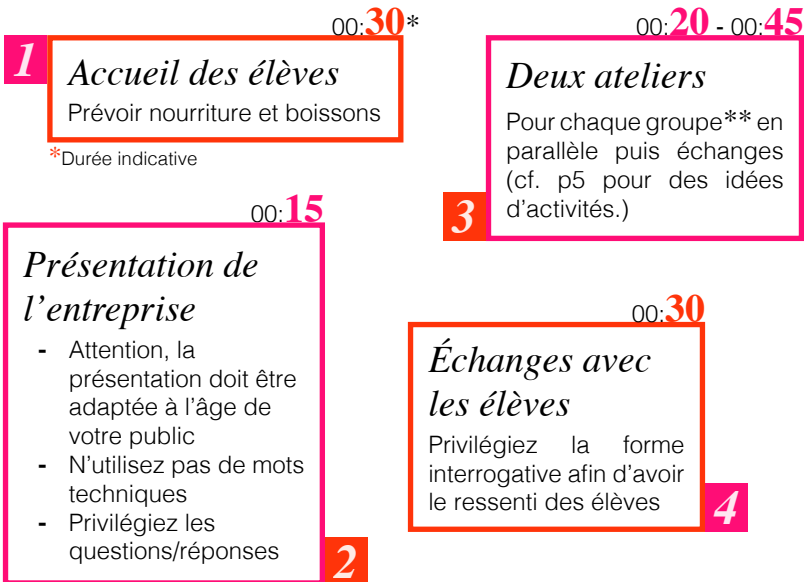 00:30*
1
Accueil des élèves
Prévoir nourriture et boissons
*Durée indicative
00:15
Présentation de
l'entreprise
- Attention, la
présentation doit être
adaptée à l'âge de
votre public
- N'utilisez pas de mots
techniques
- Privilégiez les
questions/réponses
2
00:20 - 00:45
Deux ateliers
Pour chaque groupe** en
parallèle puis échanges
(cf. p5 pour des idées
d'activités.)
3
00:30
Échanges avec
les élèves
Privilégiez la forme
interrogative afin d'avoir
le ressenti des élèves
4